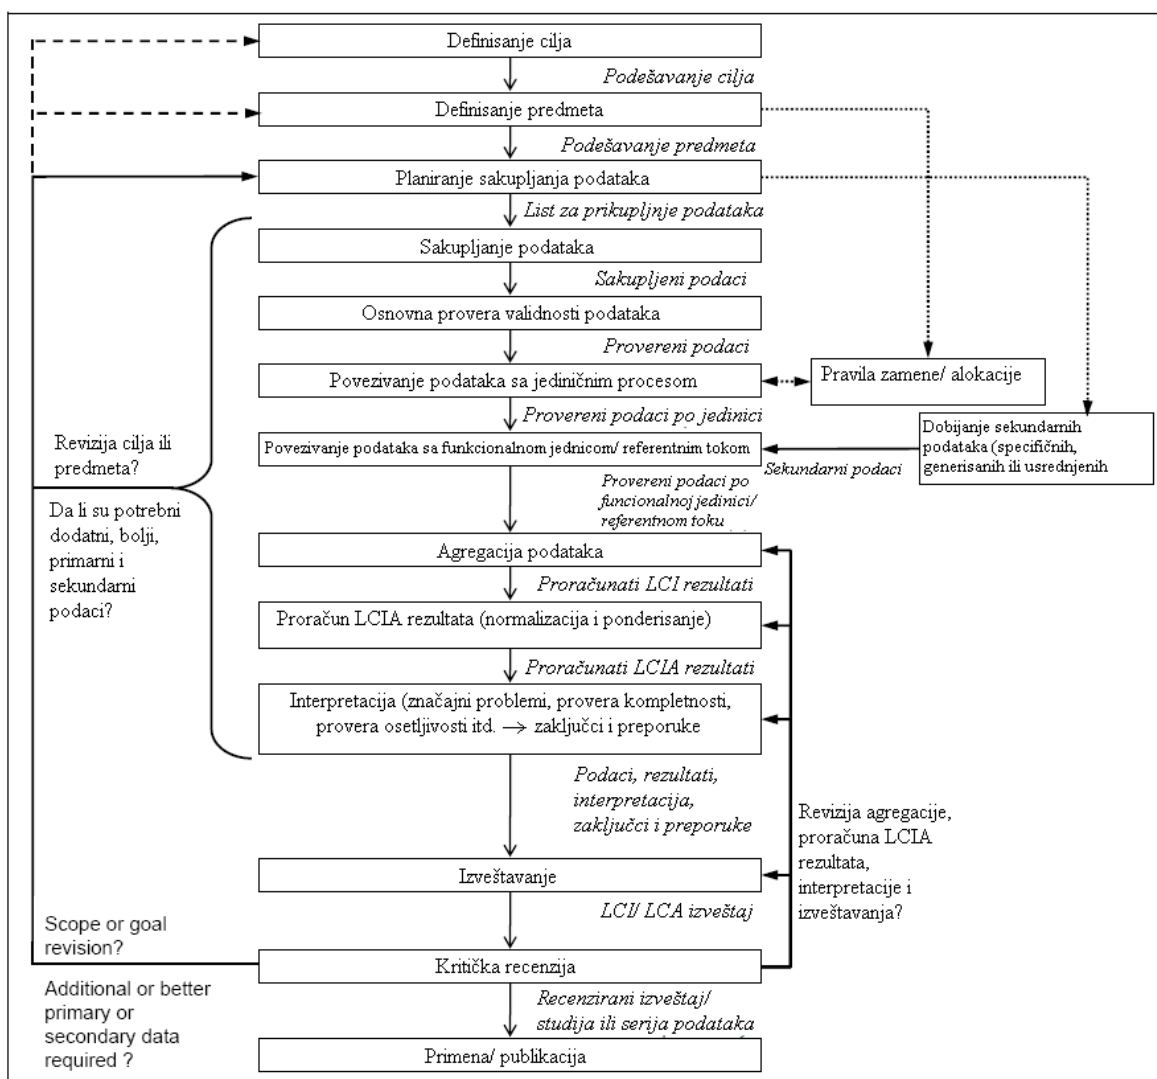 Definisanje cilja
Podešavanje cilja
Definisanje predmeta
Podešavanje predmeta
Planiranje sakupljanja podataka
List za prikupljnje podataka
Sakupljanje podataka
Sakupljeni podaci
Osnovna provera validnosti podataka
Provereni podaci
Povezivanje podataka sa jediničnim procesom
Pravila zamene/ alokacije
Provereni podaci po jedinici
Povezivanje podataka sa funkcionalnom jednicom/ referentnim tokom
Dobijanje sekundarnih
podataka (specifičnih,
generisanih ili usrednjenih
Sekundarni podaci
Revizija cilja ili
predmeta?
Da li su potrebni
dodatni, bolji,
primarni i
sekundarni
podaci?
Provereni podaci po
funcionalnoj jedinici/
referentnom toku
Agregacija podataka
Proračunati LCI rezultati
Proračun LCIA rezultata (normalizacija i ponderisanje)
Proračunati LCIA rezultati
Interpretacija (značajni problemi, provera kompletnosti,
provera osetljivosti itd. → zaključci i preporuke
Podaci, rezultati,
interpretacija,
zaključci i preporuke
Revizija agregacije,
proračuna LCIA
rezultata,
interpretacije i
izveštavanja?
Izveštavanje
LCI/ LCA izveštaj
Scope or goal
revision?
Kritička recenzija
Additional or better
primary or
secondary data
required ?
Recenzirani izveštaj/
studija ili serija podataka
Primena/ publikacija